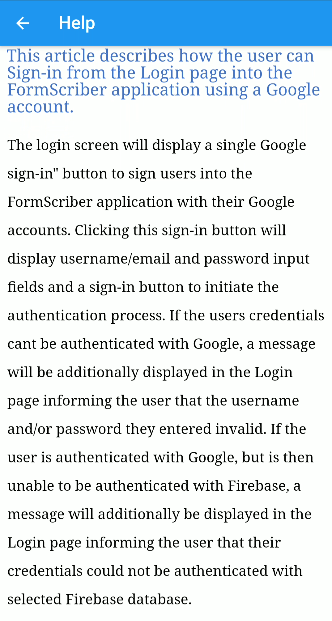 Help
This article describes how the user can
Sign-in from the Login page into the
FormScriber application using a Google
account.
The login screen will display a single Google
sign-in" button to sign users into the
FormScriber application with their Google
accounts. Clicking this sign-in button will
display username/email and password input
fields and a sign-in button to initiate the
authentication process. If the users credentials
cant be authenticated with Google, a message
will be additionally displayed in the Login
page informing the user that the username
and/or password they entered invalid. If the
user is authenticated with Google, but is then
unable to be authenticated with Firebase, a
message will additionally be displayed in the
Login page informing the user that their
credentials could not be authenticated with
selected Firebase database.